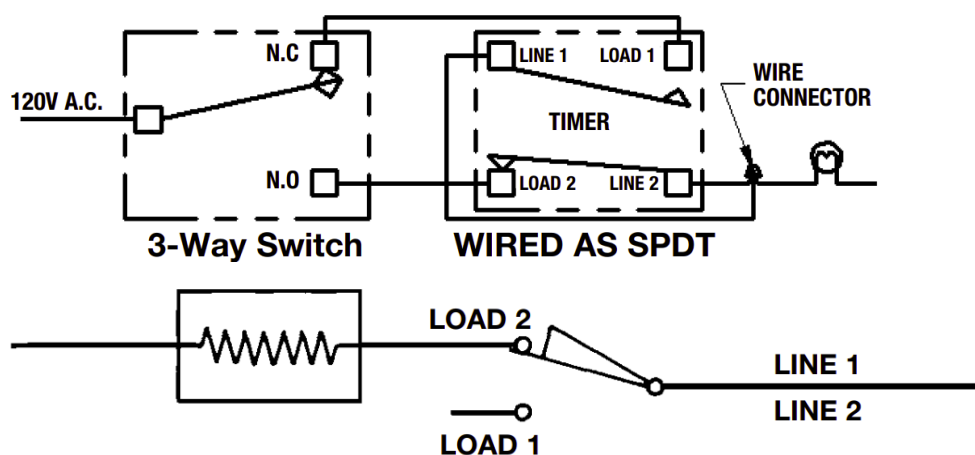 N.C
LINE 1
LOAD 1
WIRE
CONNECTOR
120V A.C.
TIMER
N.O
LOAD 2
LINE 2
3-Way Switch
WIRED AS SPDT
LOAD 2
LINE 1
LINE 2
LOAD 1